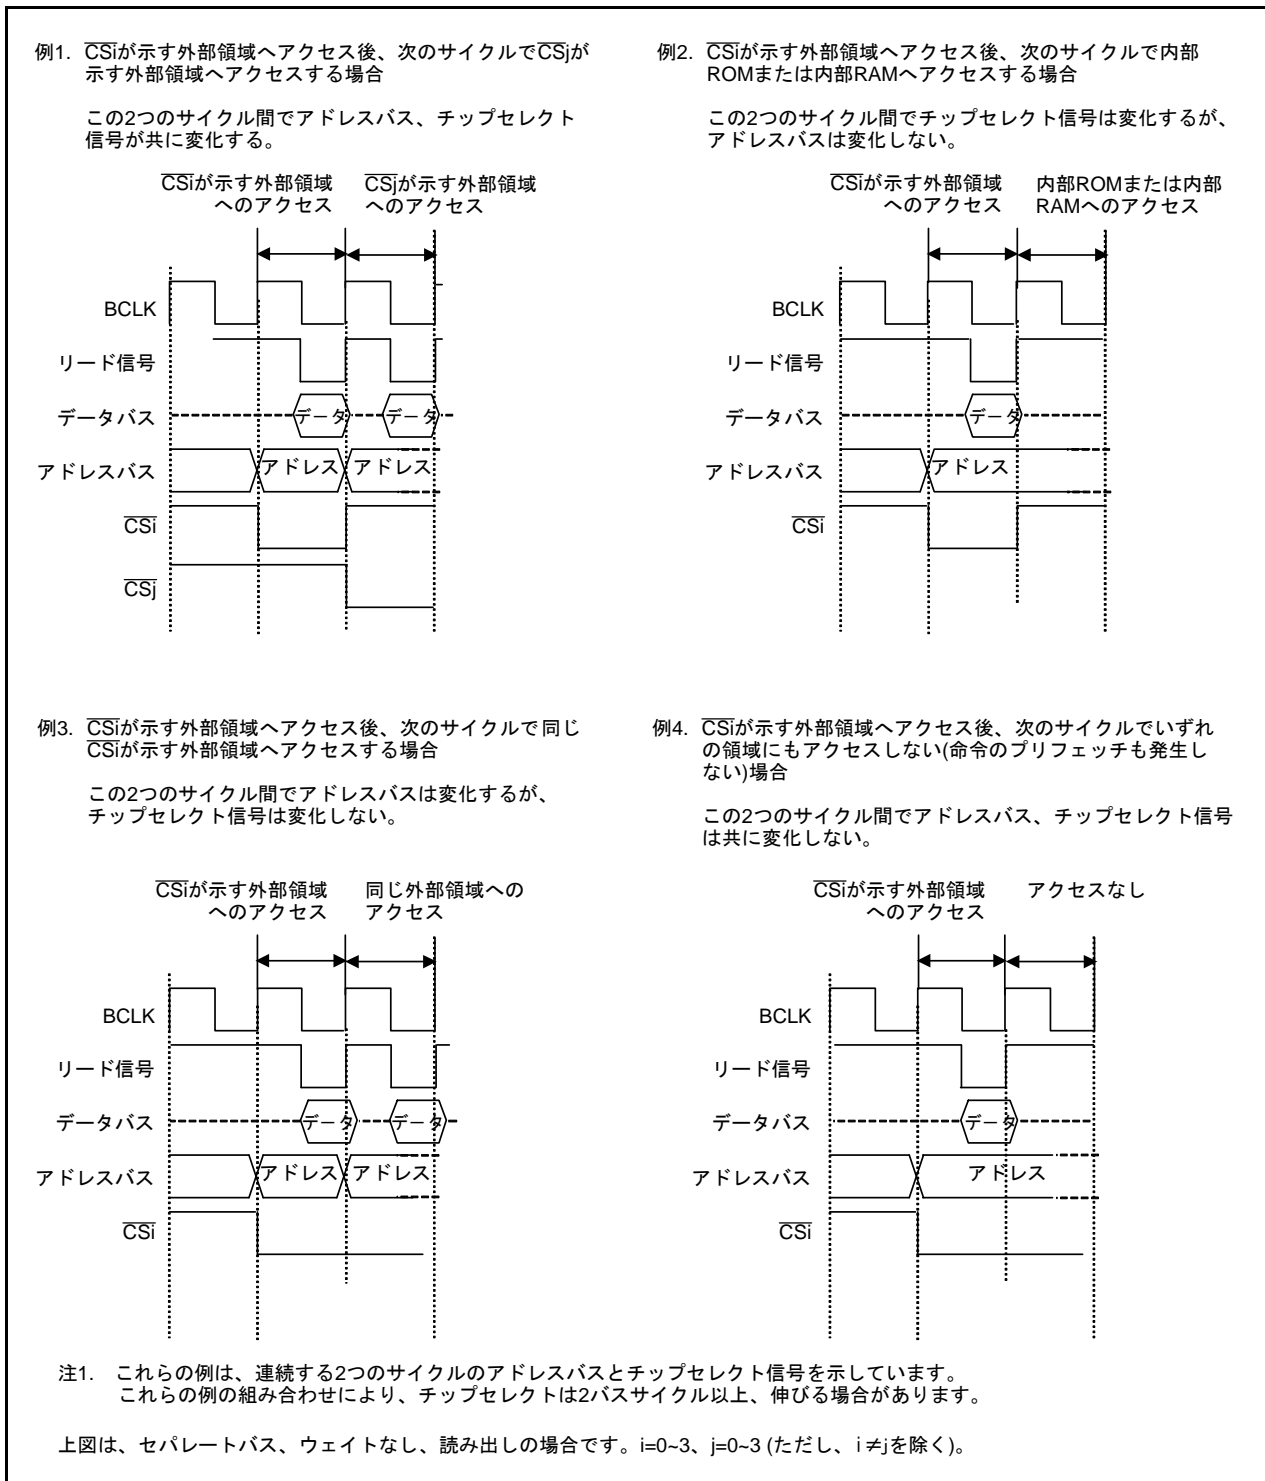 例1. CSiが示す外部領域へアクセス後、次のサイクルでCSjが
示す外部領域へアクセスする場合
この2つのサイクル間でアドレスバス、チップセレクト
信号が共に変化する。
CSiが示す外部領域
へのアクセス
CSjが示す外部領域
へのアクセス
BCLK
リード信号
データバス
データ
データ
アドレスバス
アドレス
アドレス
CSi
CSj
例2. CSiが示す外部領域へアクセス後、次のサイクルで内部
ROMまたは内部RAMへアクセスする場合
この2つのサイクル間でチップセレクト信号は変化するが、
アドレスバスは変化しない。
CSiが示す外部領域
へのアクセス
内部ROMまたは内部
RAMへのアクセス
BCLK
リード信号
データバス
データ
アドレスバス
アドレス
CSi
例3. CSiが示す外部領域へアクセス後、次のサイクルで同じ
CSiが示す外部領域へアクセスする場合
この2つのサイクル間でアドレスバスは変化するが、
チップセレクト信号は変化しない。
CSiが示す外部領域
へのアクセス
同じ外部領域への
アクセス
BCLK
リード信号
データバス
データ
データ
アドレスバス
アドレス
アドレス
CSi
例4. CSiが示す外部領域へアクセス後、次のサイクルでいずれ
の領域にもアクセスしない(命令のプリフェッチも発生し
ない)場合
この2つのサイクル間でアドレスバス、チップセレクト信号
は共に変化しない。
CSiが示す外部領域
へのアクセス
アクセスなし
BCLK
リード信号
データバス
データ
アドレスバス
アドレス
CSi
注1. これらの例は、連続する2つのサイクルのアドレスバスとチップセレクト信号を示しています。
これらの例の組み合わせにより、チップセレクトは2バスサイクル以上、伸びる場合があります。
上図は、セパレートバス、ウェイトなし、読み出しの場合です。i=0~3、j=0~3 (ただし、i≠jを除く)。